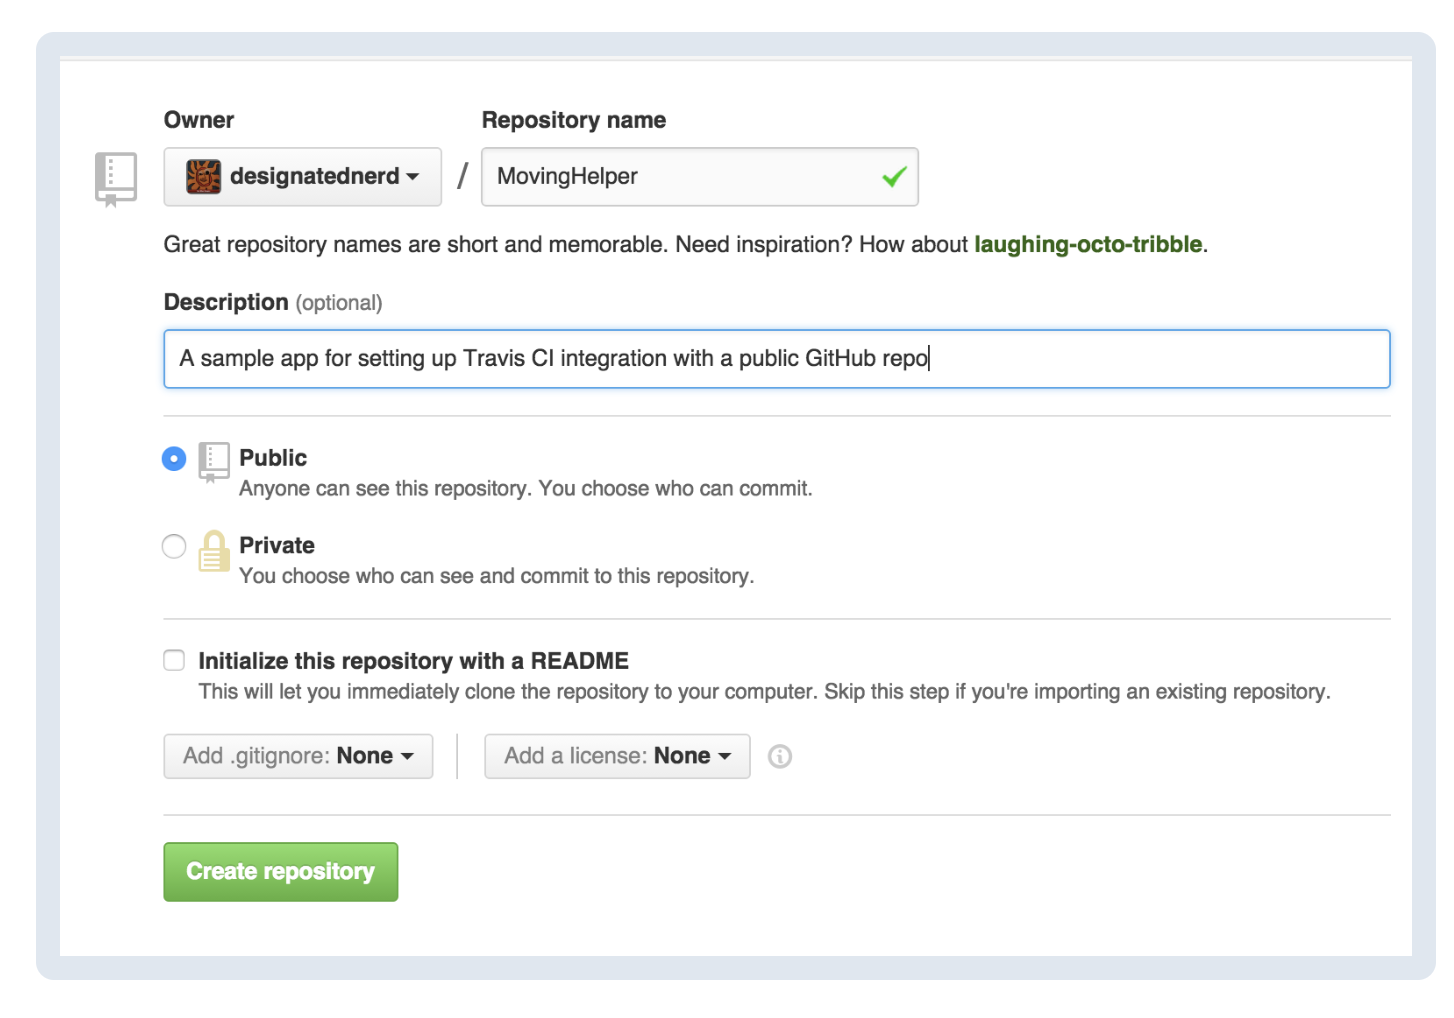 Owner
Repository name
designatednerd / MovingHelper
Great repository names are short and memorable. Need inspiration? How about laughing-octo-tribble.
Description (optional)
A sample app for setting up Travis CI integration with a public GitHub repo
Public
Anyone can see this repository. You choose who can commit.
Private
You choose who can see and commit to this repository.
Initialize this repository with a README
This will let you immediately clone the repository to your computer. Skip this step if you're importing an existing repository.
Add .gitignore: None
Add a license: None
Create repository